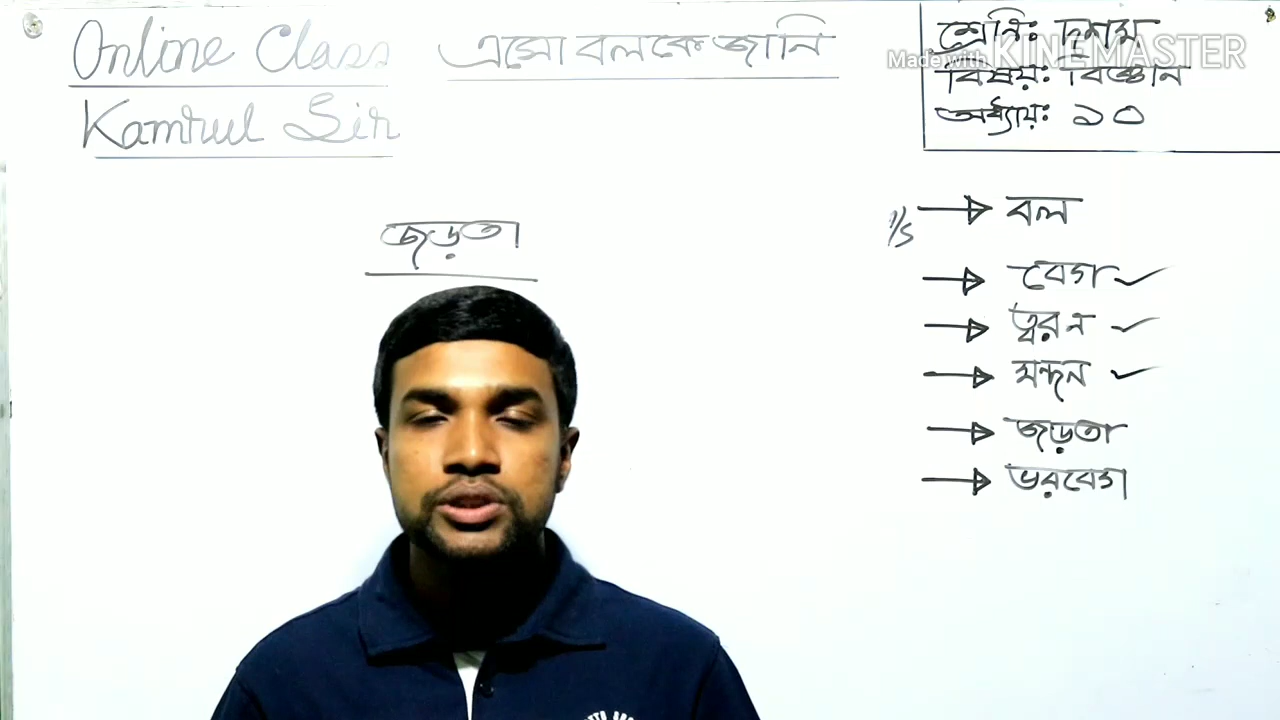 Online Class এসো বলকে জানি
Kamrul Sir
শ্রেনি: দশম
Made with KINEMASTER
বিষয়: বিজ্ঞান
অধ্যায়: ১০
জড়তা
→ বল
→ বেগ ✓
→ ত্বরন ✓
→ মন্দন ✓
→ জড়তা
→ ভরবেগ